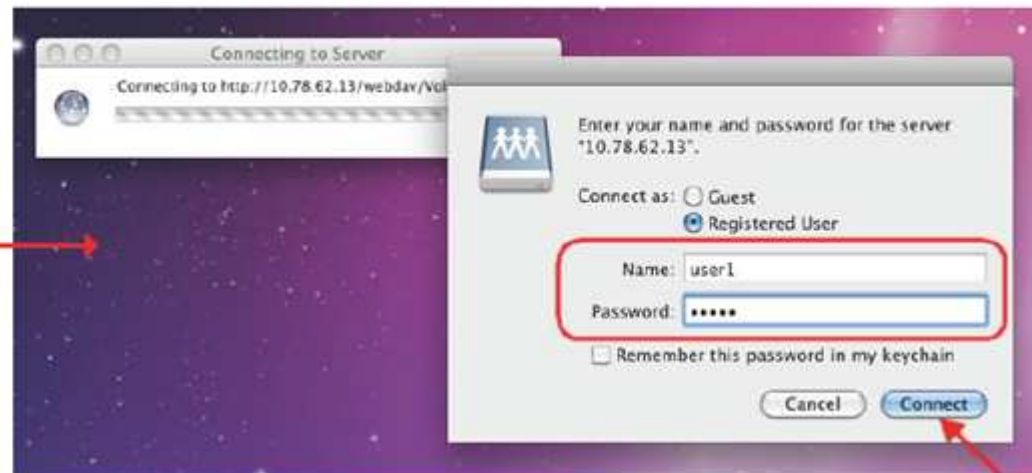 Connecting to Server
Connecting to http://10.78.62.13/webdav/Vol
Enter your name and password for the server
"10.78.62.13".
Connect as: Guest
Registered User
Name: user1
Password: •••••
Remember this password in my keychain
Cancel Connect